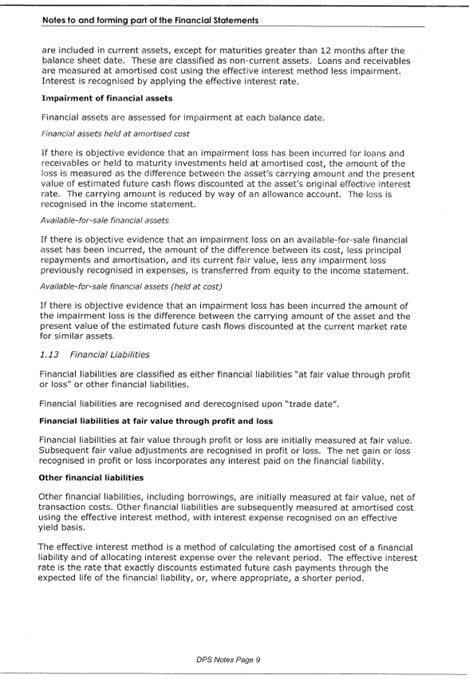 Notes to and forming part of the Financial Statements
are included in current assets, except for maturities greater than 12 months after the
balance sheet date. These are classified as non-current assets. Loans and receivables
are measured at amortised cost using the effective interest method less impairment.
Interest is recognised by applying the effective interest rate.
Impairment of financial assets
Financial assets are assessed for impairment at each balance date.
Financial assets held at amortised cost
If there is objective evidence that an impairment loss has been incurred for loans and
receivables or held to maturity investments held at amortised cost, the amount of the
loss is measured as the difference between the asset's carrying amount and the present
value of estimated future cash flows discounted at the asset's original effective interest
rate. The carrying amount is reduced by way of an allowance account. The loss is
recognised in the income statement.
Available-for-sale financial assets
If there is objective evidence that an impairment loss on an available-for-sale financial
asset has been incurred, the amount of the difference between its cost, less principal
repayments and amortisation, and its current fair value, less any impairment loss
previously recognised in expenses, is transferred from equity to the income statement.
Available-for-sale financial assets (held at cost)
If there is objective evidence that an impairment loss has been incurred the amount of
the impairment loss is the difference between the carrying amount of the asset and the
present value of the estimated future cash flows discounted at the current market rate
for similar assets.
1.13 Financial Liabilities
Financial liabilities are classified as either financial liabilities "at fair value through profit
or loss" or other financial liabilities.
Financial liabilities are recognised and derecognised upon "trade date".
Financial liabilities at fair value through profit and loss
Financial liabilities at fair value through profit or loss are initially measured at fair value.
Subsequent fair value adjustments are recognised in profit or loss. The net gain or loss
recognised in profit or loss incorporates any interest paid on the financial liability.
Other financial liabilities
Other financial liabilities, including borrowings, are initially measured at fair value, net of
transaction costs. Other financial liabilities are subsequently measured at amortised cost
using the effective interest method, with interest expense recognised on an effective
yield basis.
The effective interest method is a method of calculating the amortised cost of a financial
liability and of allocating interest expense over the relevant period. The effective interest
rate is the rate that exactly discounts estimated future cash payments through the
expected life of the financial liability, or, where appropriate, a shorter period.
DPS Notes Page 9